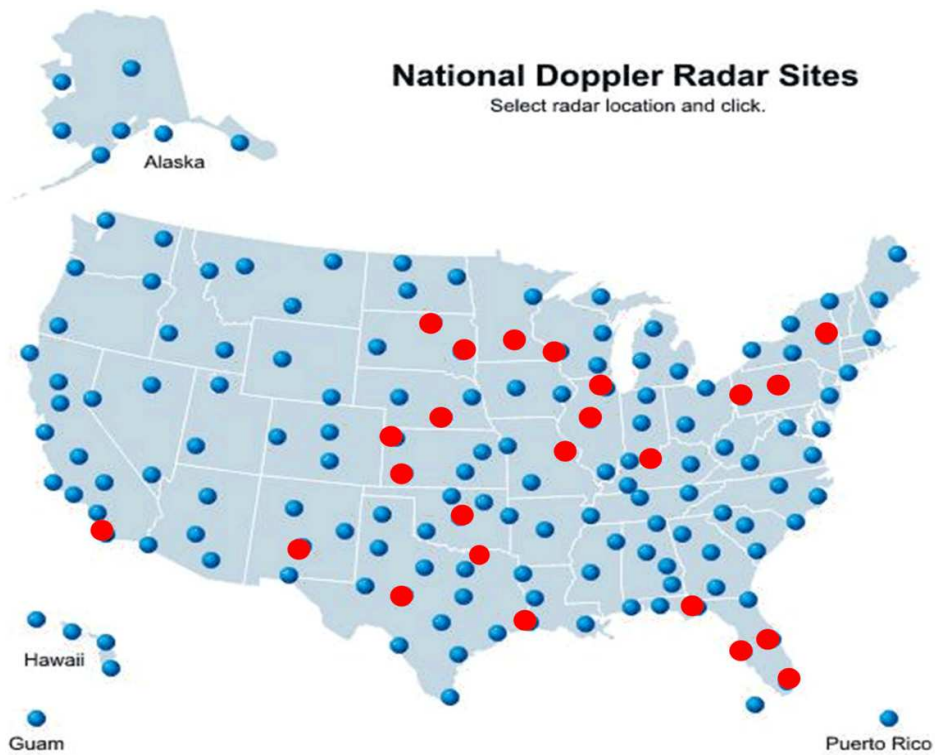 National Doppler Radar Sites
Select radar location and click.
Alaska
Hawaii
Guam
Puerto Rico